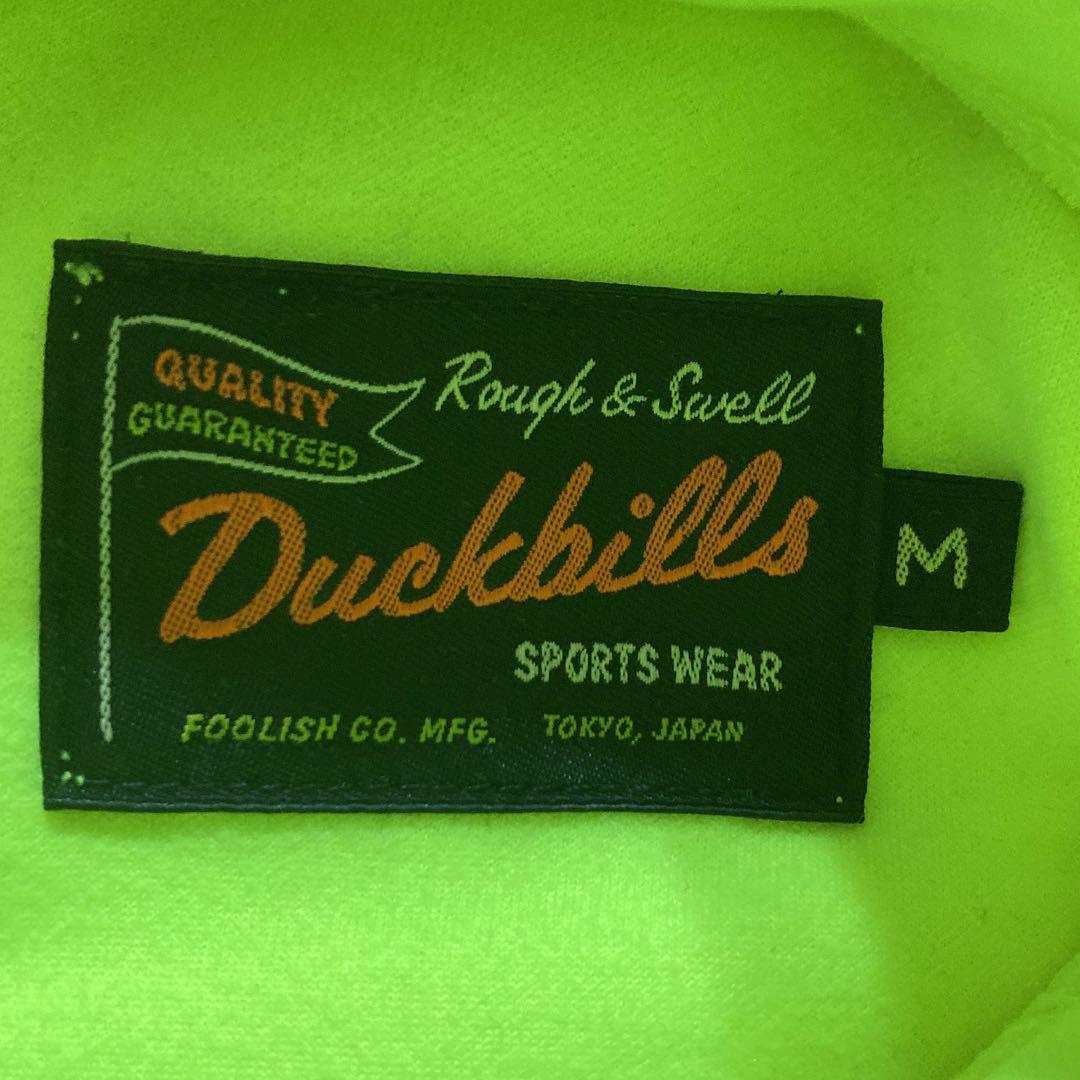 QUALITY
GUARANTEED
Rough & Swell
Duckbills
SPORTS WEAR
FOOLISH CO. MFG. TOKYO, JAPAN
M